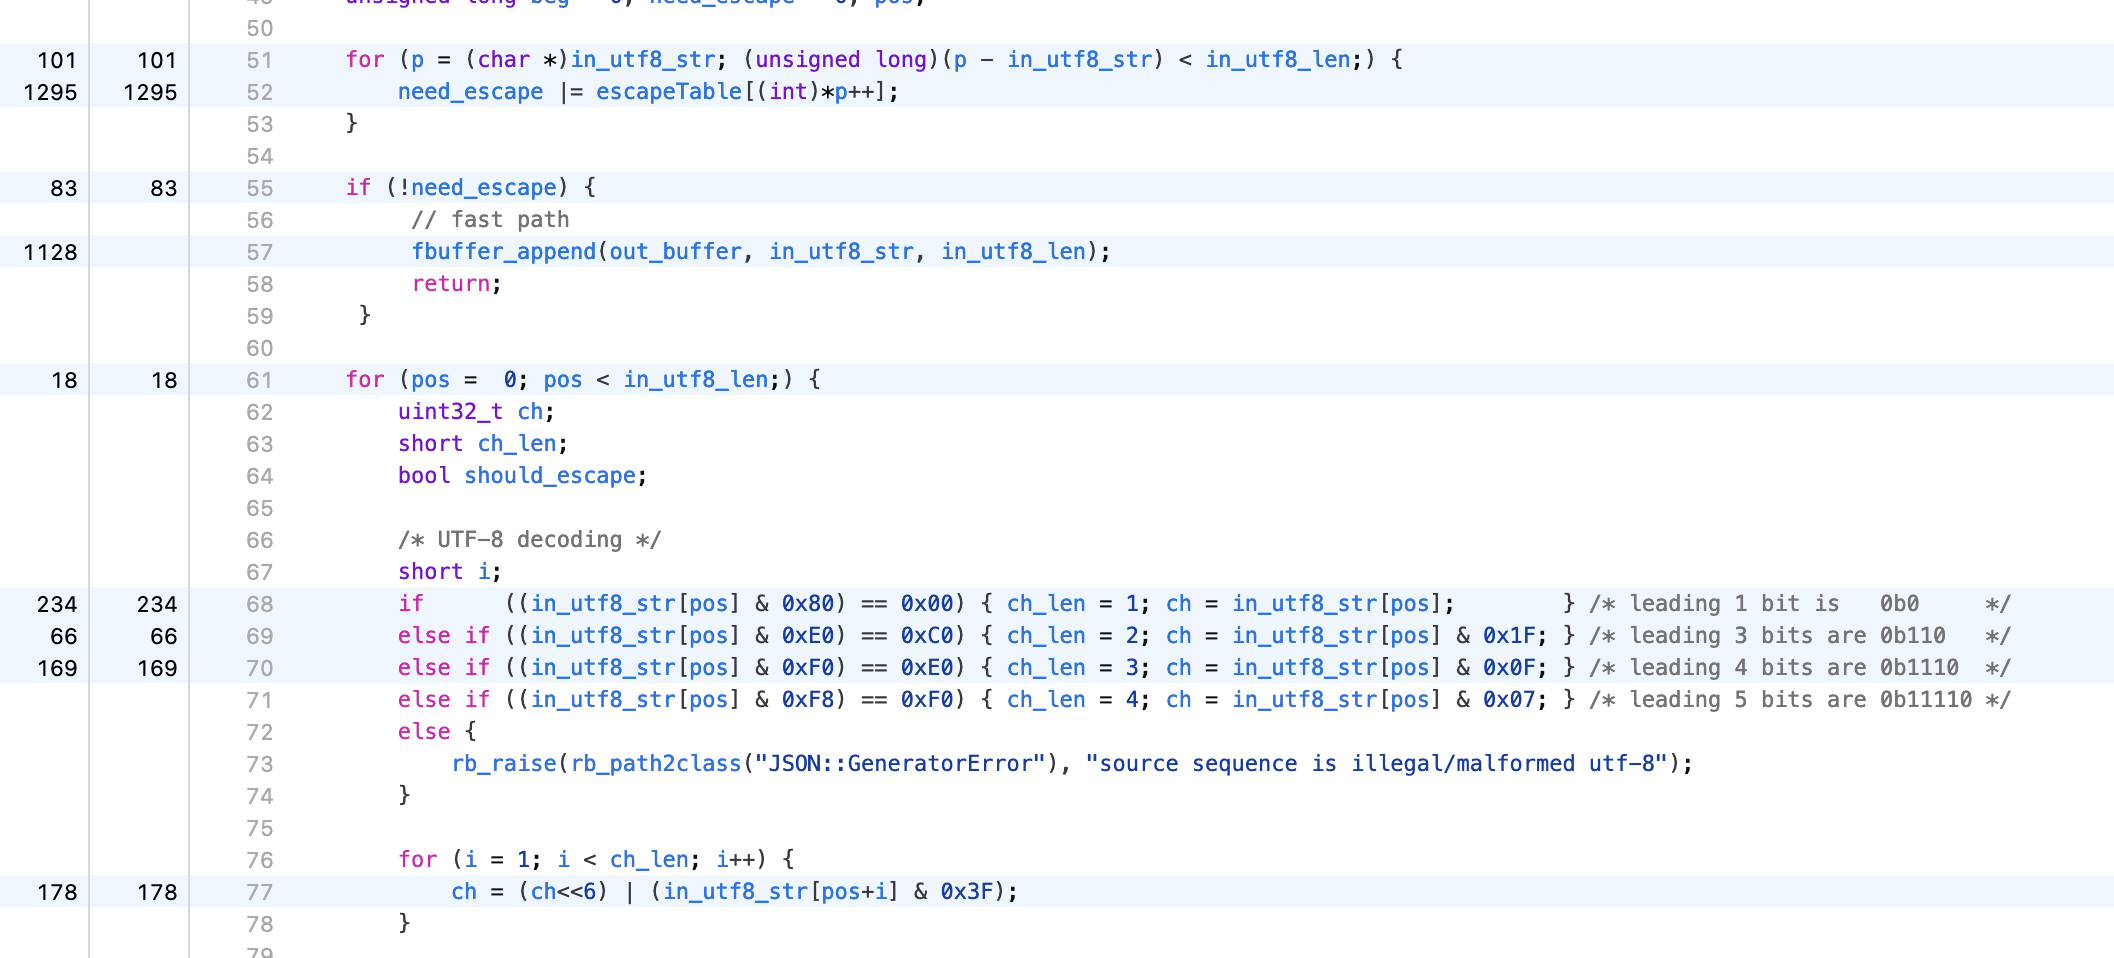 50
101 101 51 for (p = (char *)in_utf8_str; (unsigned long)(p - in_utf8_str) < in_utf8_len;) {
1295 1295 52 need_escape |= escapeTable[(int)*p++];
53 }
54
83 83 55 if (!need_escape) {
56 // fast path
1128 57 fbuffer_append(out_buffer, in_utf8_str, in_utf8_len);
58 return;
59 }
60
18 18 61 for (pos =  0; pos < in_utf8_len;) {
62 uint32_t ch;
63 short ch_len;
64 bool should_escape;
65
66 /* UTF-8 decoding */
67 short i;
234 234 68 if      ((in_utf8_str[pos] & 0x80) == 0x00) { ch_len = 1; ch = in_utf8_str[pos];        } /* leading 1 bit is   0b0     */
66 66 69 else if ((in_utf8_str[pos] & 0xE0) == 0xC0) { ch_len = 2; ch = in_utf8_str[pos] & 0x1F; } /* leading 3 bits are 0b110   */
169 169 70 else if ((in_utf8_str[pos] & 0xF0) == 0xE0) { ch_len = 3; ch = in_utf8_str[pos] & 0x0F; } /* leading 4 bits are 0b1110  */
71 else if ((in_utf8_str[pos] & 0xF8) == 0xF0) { ch_len = 4; ch = in_utf8_str[pos] & 0x07; } /* leading 5 bits are 0b11110 */
72 else {
73 rb_raise(rb_path2class("JSON::GeneratorError"), "source sequence is illegal/malformed utf-8");
74 }
75
76 for (i = 1; i < ch_len; i++) {
178 178 77 ch = (ch<<6) | (in_utf8_str[pos+i] & 0x3F);
78 }
79